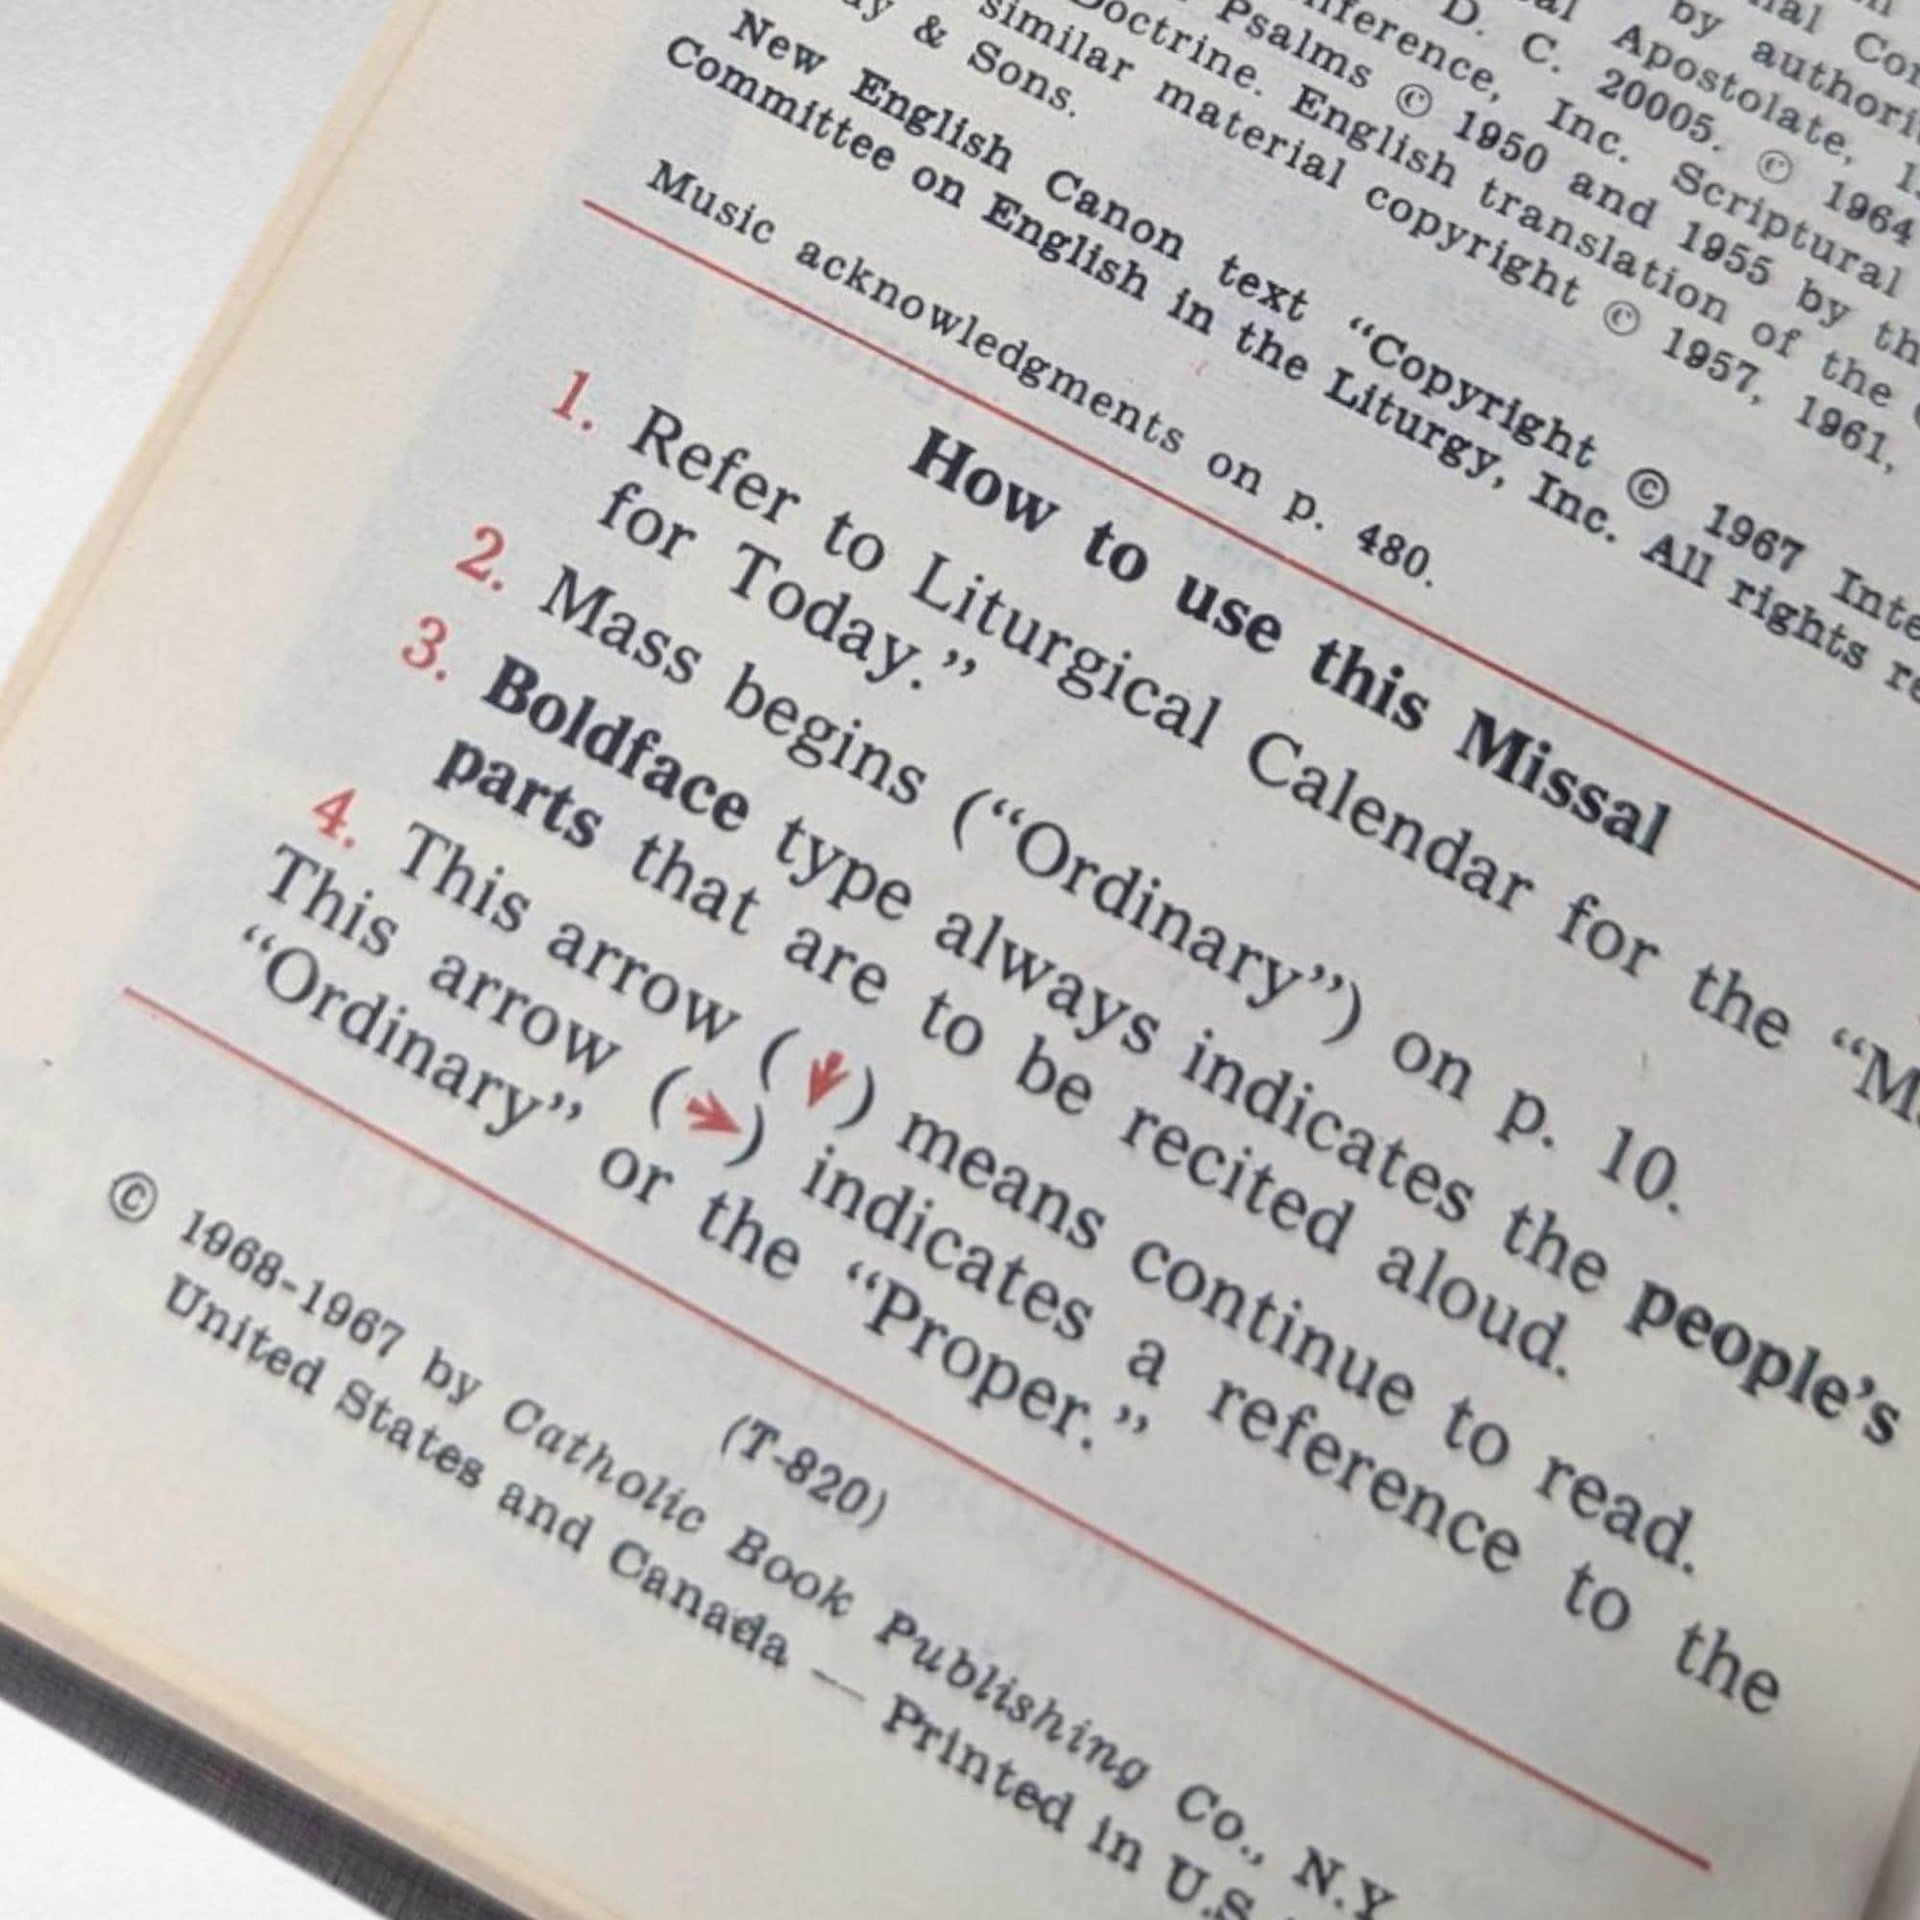 Con
by authorit
Apostolate, 1
D. C. 20005. © 1964
Inc. Scriptural
Psalms © 1950 and 1955 by th
Doctrine. English translation of the
similar material copyright © 1957, 1961,
& Sons.
New English Canon text “Copyright © 1967 Inte
Committee on English in the Liturgy, Inc. All rights re
Music acknowledgments on p. 480.
How to use this Missal
1. Refer to Liturgical Calendar for the “M
for Today.”
2. Mass begins (“Ordinary”) on p. 10.
3. Boldface type always indicates the people’s
parts that are to be recited aloud.
4. This arrow (↓) means continue to read.
This arrow (→) indicates a reference to the
“Ordinary” or the “Proper.”
(T-820)
© 1968-1967 by Catholic Book Publishing Co., N.Y
United States and Canada — Printed in U.S.